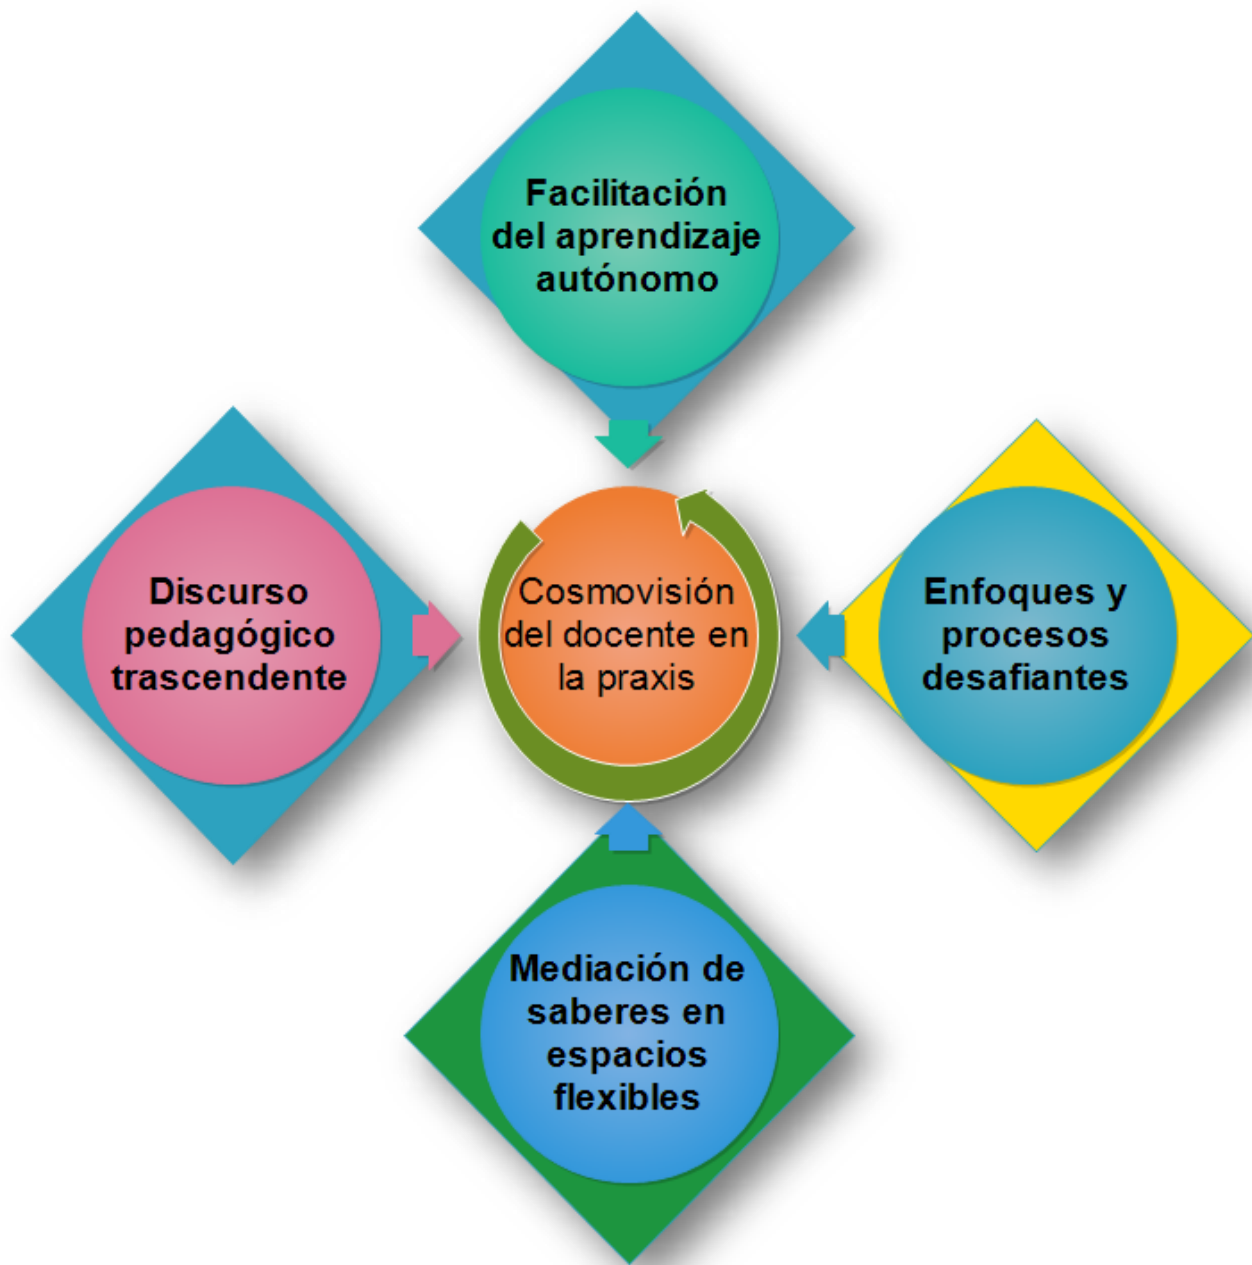 Facilitación
del aprendizaje
autónomo
Discurso
pedagógico
trascendente
Cosmovisión
del docente en
la praxis
Enfoques y
procesos
desafiantes
Mediación de
saberes en
espacios
flexibles